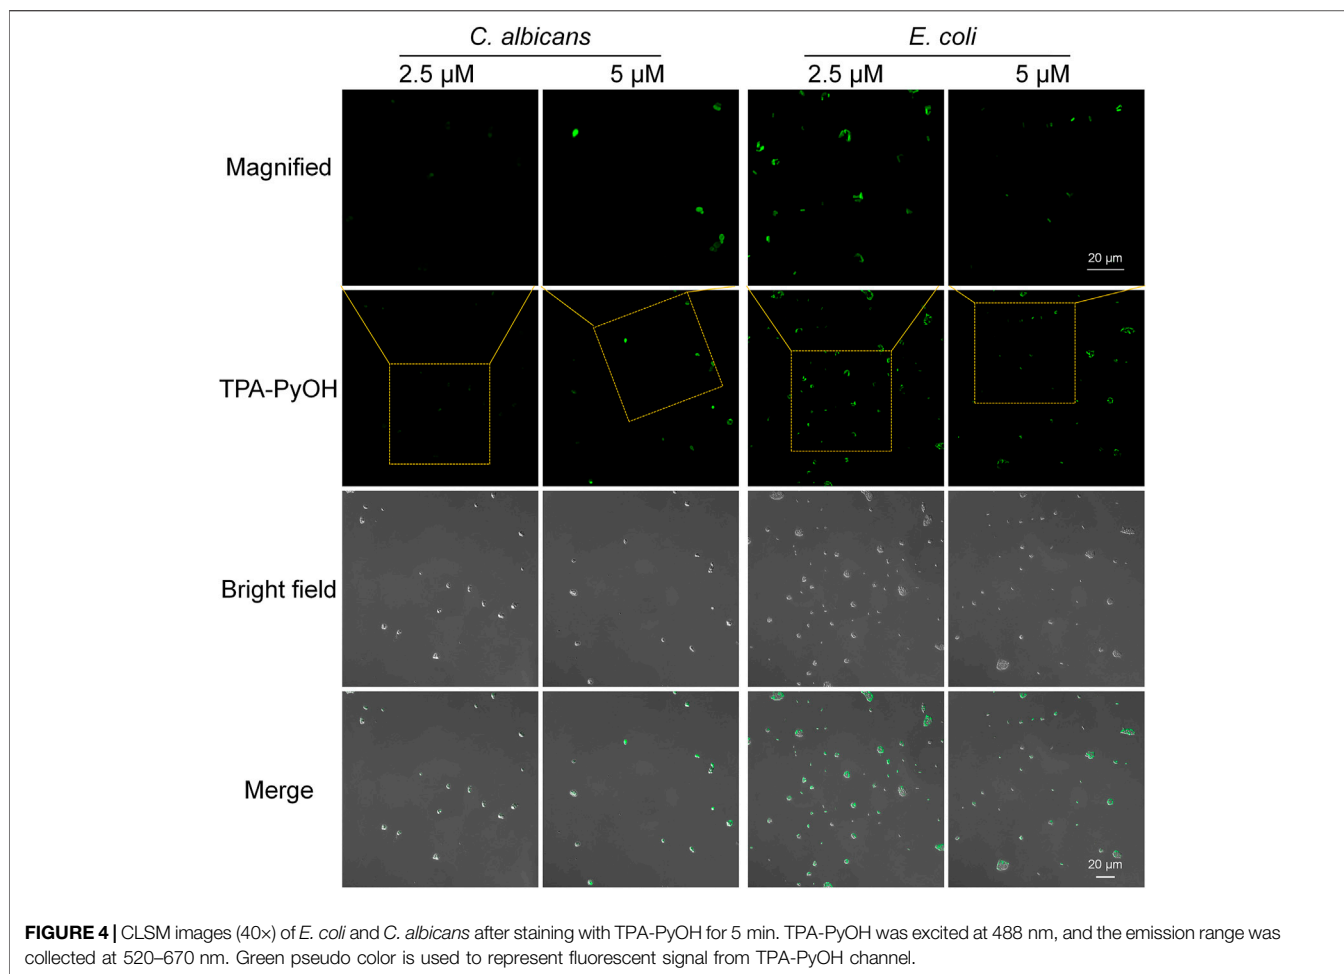 C. albicans E. coli
2.5 µM 5 µM 2.5 µM 5 µM
Magnified
20 µm
TPA-PyOH
Bright field
Merge
20 µm
FIGURE 4 | CLSM images (40×) of E. coli and C. albicans after staining with TPA-PyOH for 5 min. TPA-PyOH was excited at 488 nm, and the emission range was
collected at 520–670 nm. Green pseudo color is used to represent fluorescent signal from TPA-PyOH channel.